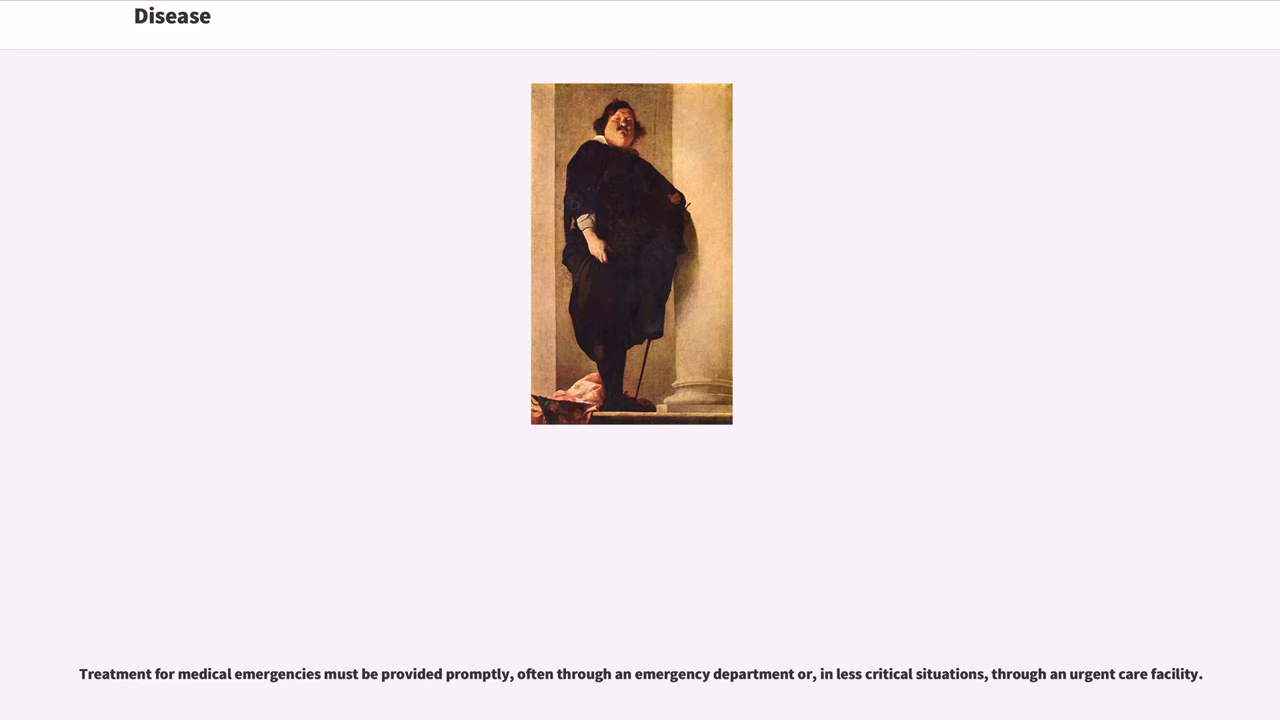 Disease
Treatment for medical emergencies must be provided promptly, often through an emergency department or, in less critical situations, through an urgent care facility.